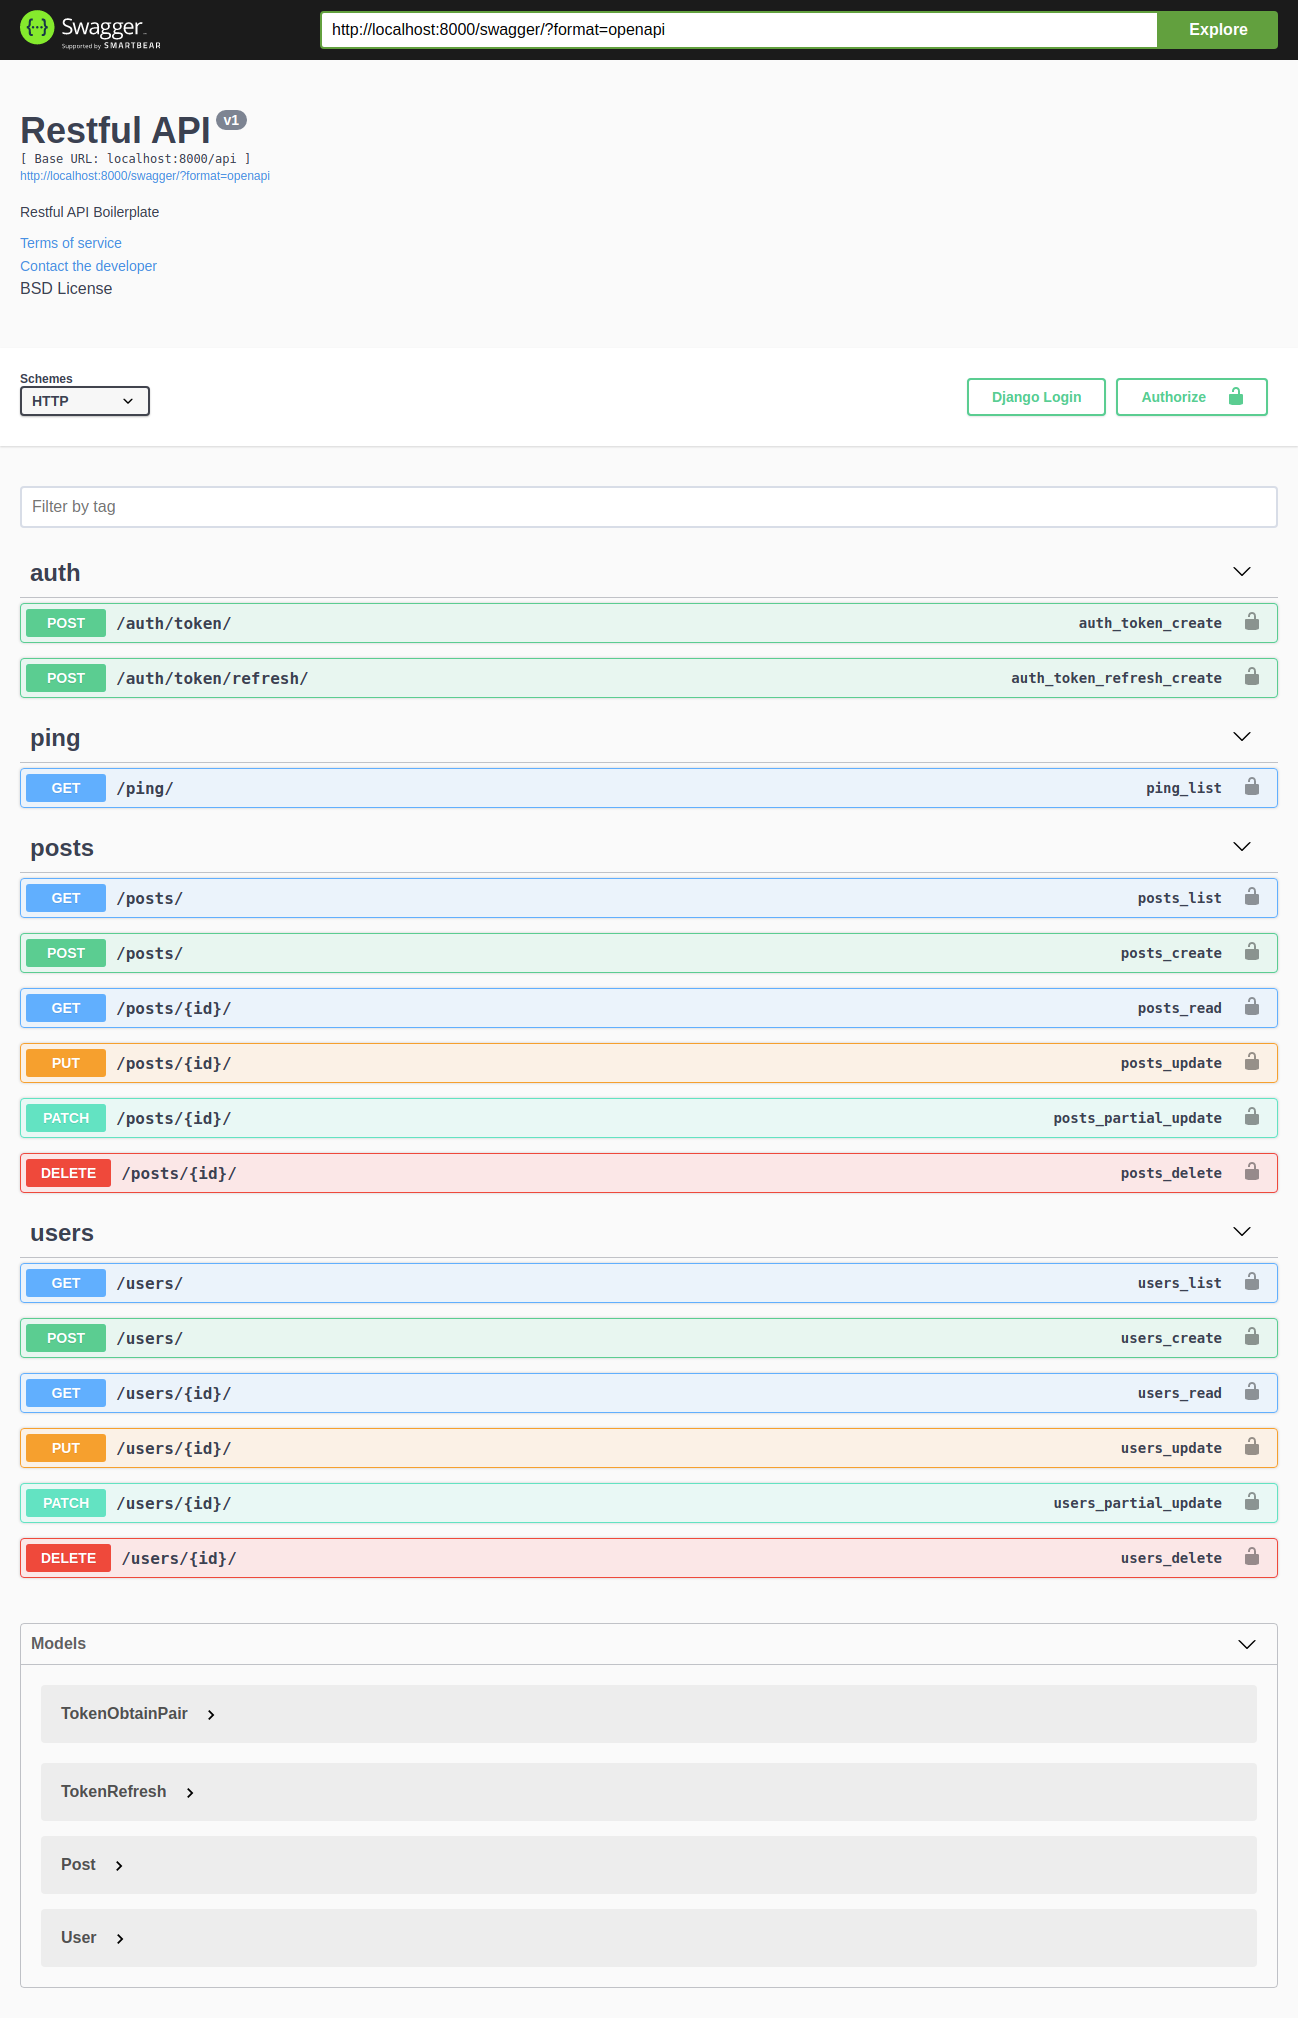 Swagger
Supported by SMARTBEAR
http://localhost:8000/swagger/?format=openapi
Explore
Restful API v1
[ Base URL: localhost:8000/api ]
http://localhost:8000/swagger/?format=openapi
Restful API Boilerplate
Terms of service
Contact the developer
BSD License
Schemes
HTTP
Django Login
Authorize
Filter by tag
auth
POST /auth/token/ auth_token_create
POST /auth/token/refresh/ auth_token_refresh_create
ping
GET /ping/ ping_list
posts
GET /posts/ posts_list
POST /posts/ posts_create
GET /posts/{id}/ posts_read
PUT /posts/{id}/ posts_update
PATCH /posts/{id}/ posts_partial_update
DELETE /posts/{id}/ posts_delete
users
GET /users/ users_list
POST /users/ users_create
GET /users/{id}/ users_read
PUT /users/{id}/ users_update
PATCH /users/{id}/ users_partial_update
DELETE /users/{id}/ users_delete
Models
TokenObtainPair
TokenRefresh
Post
User